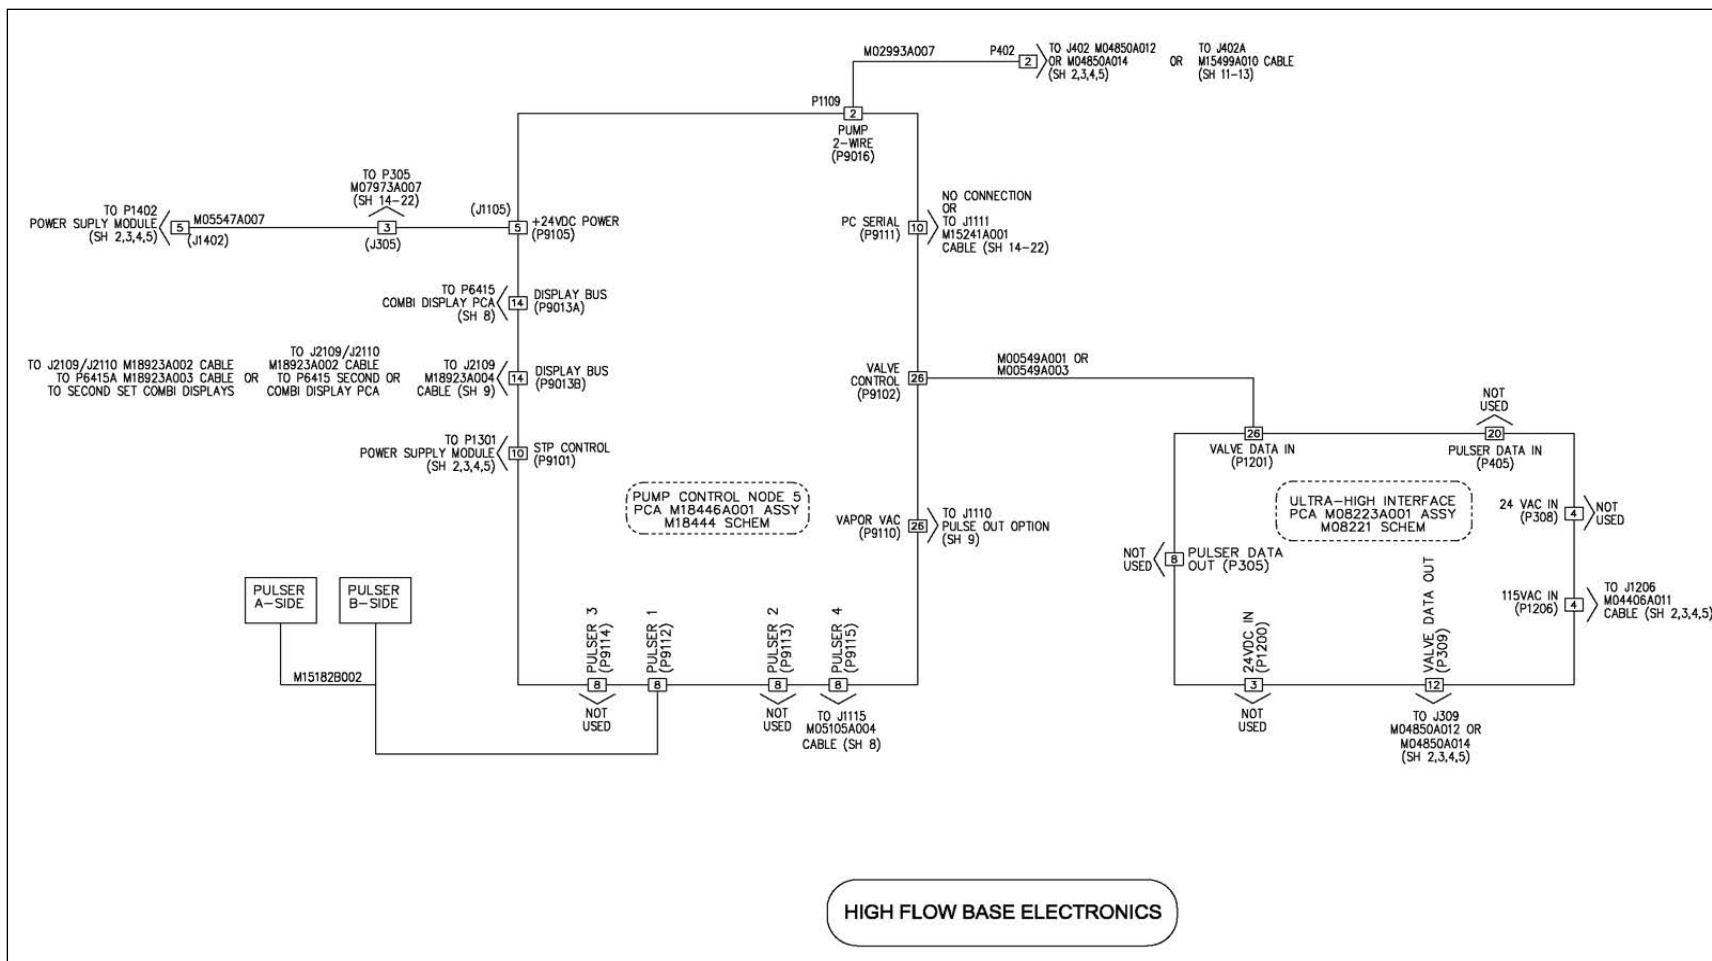 M02993A007
P402
2
TO J402 M04850A012
OR M04850A014
(SH 2,3,4,5)
OR
TO J402A
M15499A010 CABLE
(SH 11-13)
P1109
2
PUMP
2-WIRE
(P9016)
TO P305
M07973A007
(SH 14-22)
TO P1402
POWER SUPLY MODULE
(SH 2,3,4,5)
5
M05547A007
(J1402)
3
(J305)
(J1105)
5
+24VDC POWER
(P9105)
PC SERIAL
(P9111)
10
NO CONNECTION
OR
TO J1111
M15241A001
CABLE (SH 14-22)
TO P6415
COMBI DISPLAY PCA
(SH 8)
14
DISPLAY BUS
(P9013A)
TO J2109/J2110 M18923A002 CABLE
TO P6415A M18923A003 CABLE OR
TO SECOND SET COMBI DISPLAYS
TO J2109/J2110
M18923A002 CABLE
TO P6415 SECOND OR
COMBI DISPLAY PCA
TO J2109
M18923A004
CABLE (SH 9)
14
DISPLAY BUS
(P9013B)
VALVE
CONTROL
(P9102)
26
M00549A001 OR
M00549A003
TO P1301
POWER SUPPLY MODULE
(SH 2,3,4,5)
10
STP CONTROL
(P9101)
PUMP CONTROL NODE 5
PCA M18446A001 ASSY
M18444 SCHEM
VAPOR VAC
(P9110)
26
TO J1110
PULSE OUT OPTION
(SH 9)
26
VALVE DATA IN
(P1201)
NOT
USED
20
PULSER DATA IN
(P405)
ULTRA-HIGH INTERFACE
PCA M08223A001 ASSY
M08221 SCHEM
24 VAC IN
(P308)
4
NOT
USED
NOT
USED
8
PULSER DATA
OUT (P305)
115VAC IN
(P1206)
4
TO J1206
M04406A011
CABLE (SH 2,3,4,5)
24VDC IN
(P1200)
3
NOT
USED
VALVE DATA OUT
(P309)
12
TO J309
M04850A012 OR
M04850A014
(SH 2,3,4,5)
PULSER
A-SIDE
PULSER
B-SIDE
M15182B002
PULSER 3
(P9114)
8
NOT
USED
PULSER 1
(P9112)
8
PULSER 2
(P9113)
8
NOT
USED
PULSER 4
(P9115)
8
TO J1115
M05105A004
CABLE (SH 8)
HIGH FLOW BASE ELECTRONICS